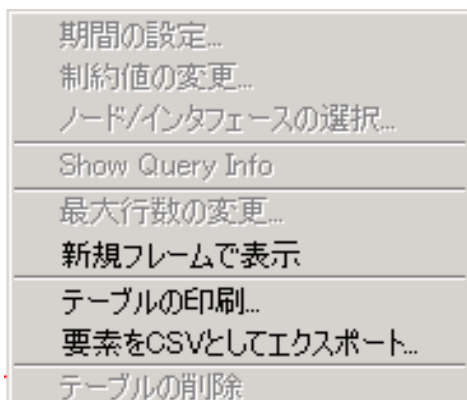 期間の設定...
制約値の変更...
ノード/インタフェースの選択...
Show Query Info
最大行数の変更...
新規フレームで表示
テーブルの印刷...
要素をCSVとしてエクスポート...
テーブルの削除